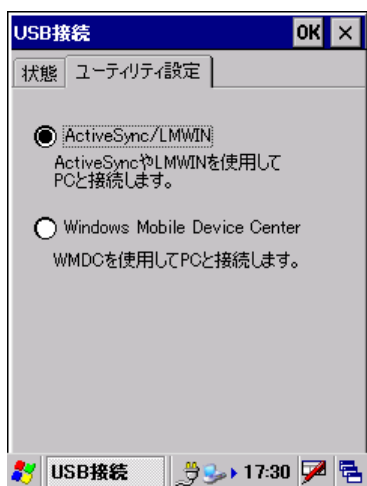 USB接続 OK ×
状態 ユーティリティ設定
ActiveSync/LMWIN
ActiveSyncやLMWINを使用して
PCと接続します。
Windows Mobile Device Center
WMDCを使用してPCと接続します。
USB接続 17:30